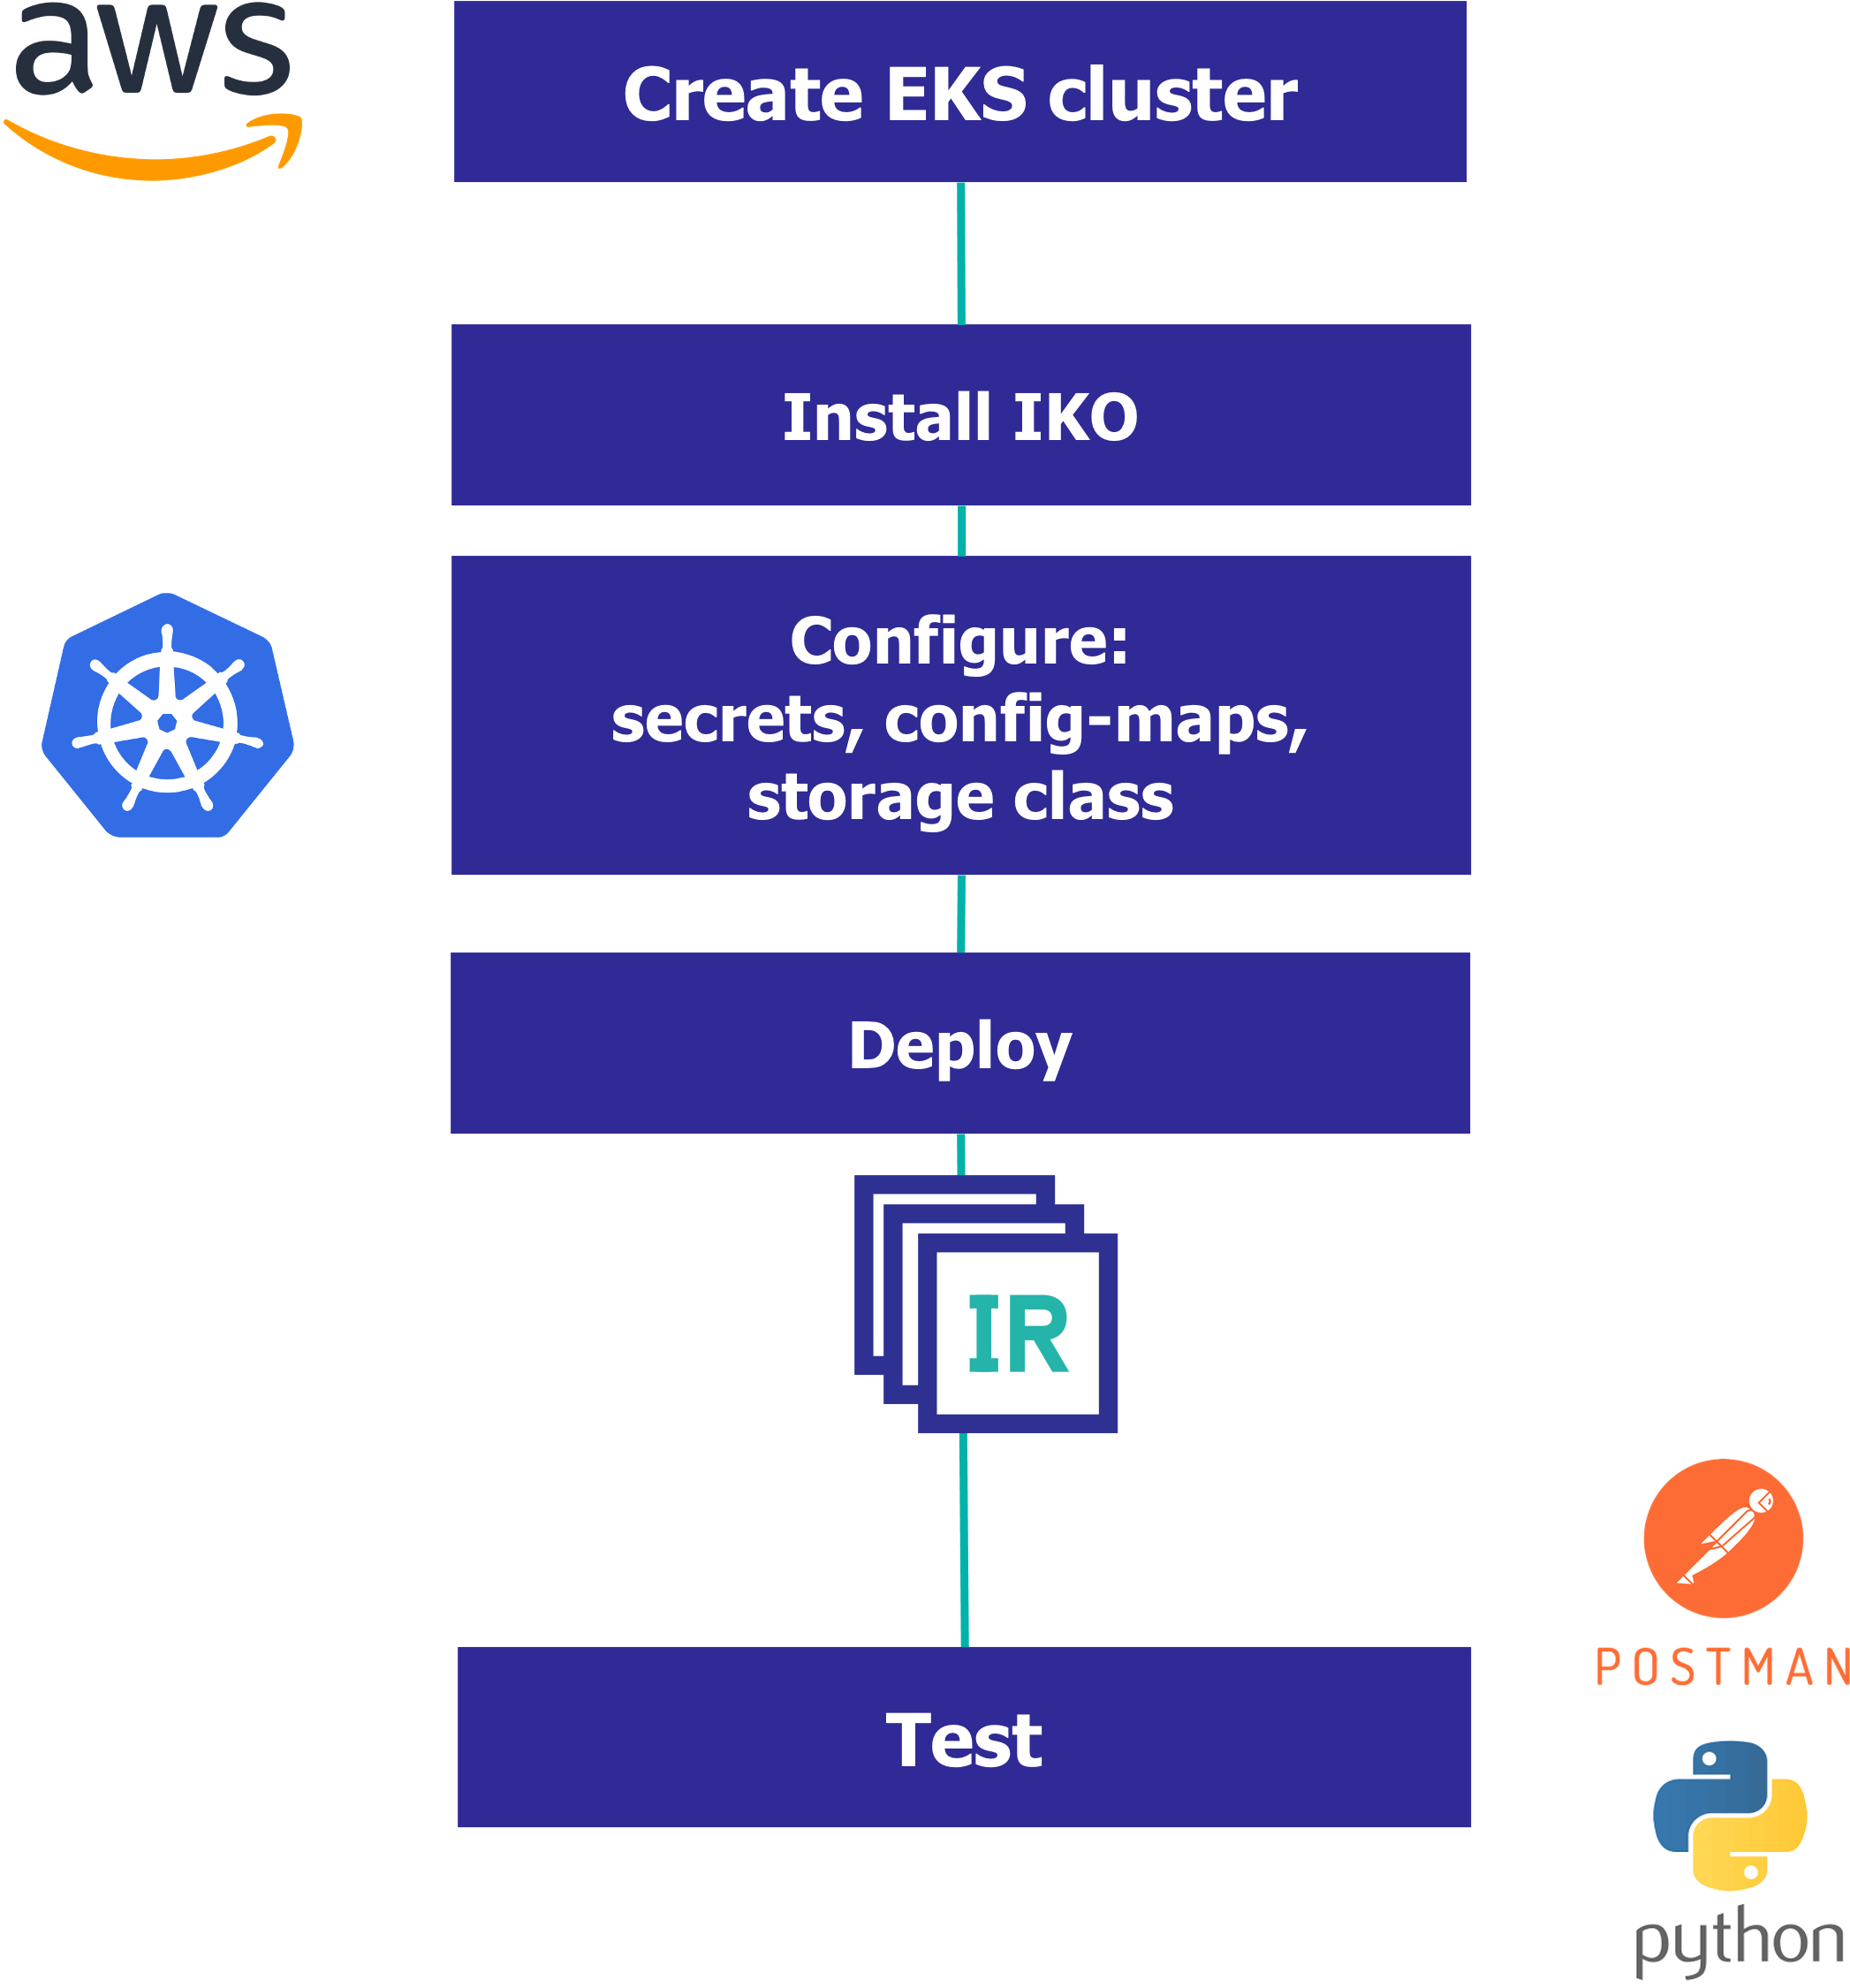 aws
Create EKS cluster
Install IKO
Configure:
secrets, config-maps,
storage class
Deploy
IR
POSTMAN
Test
python